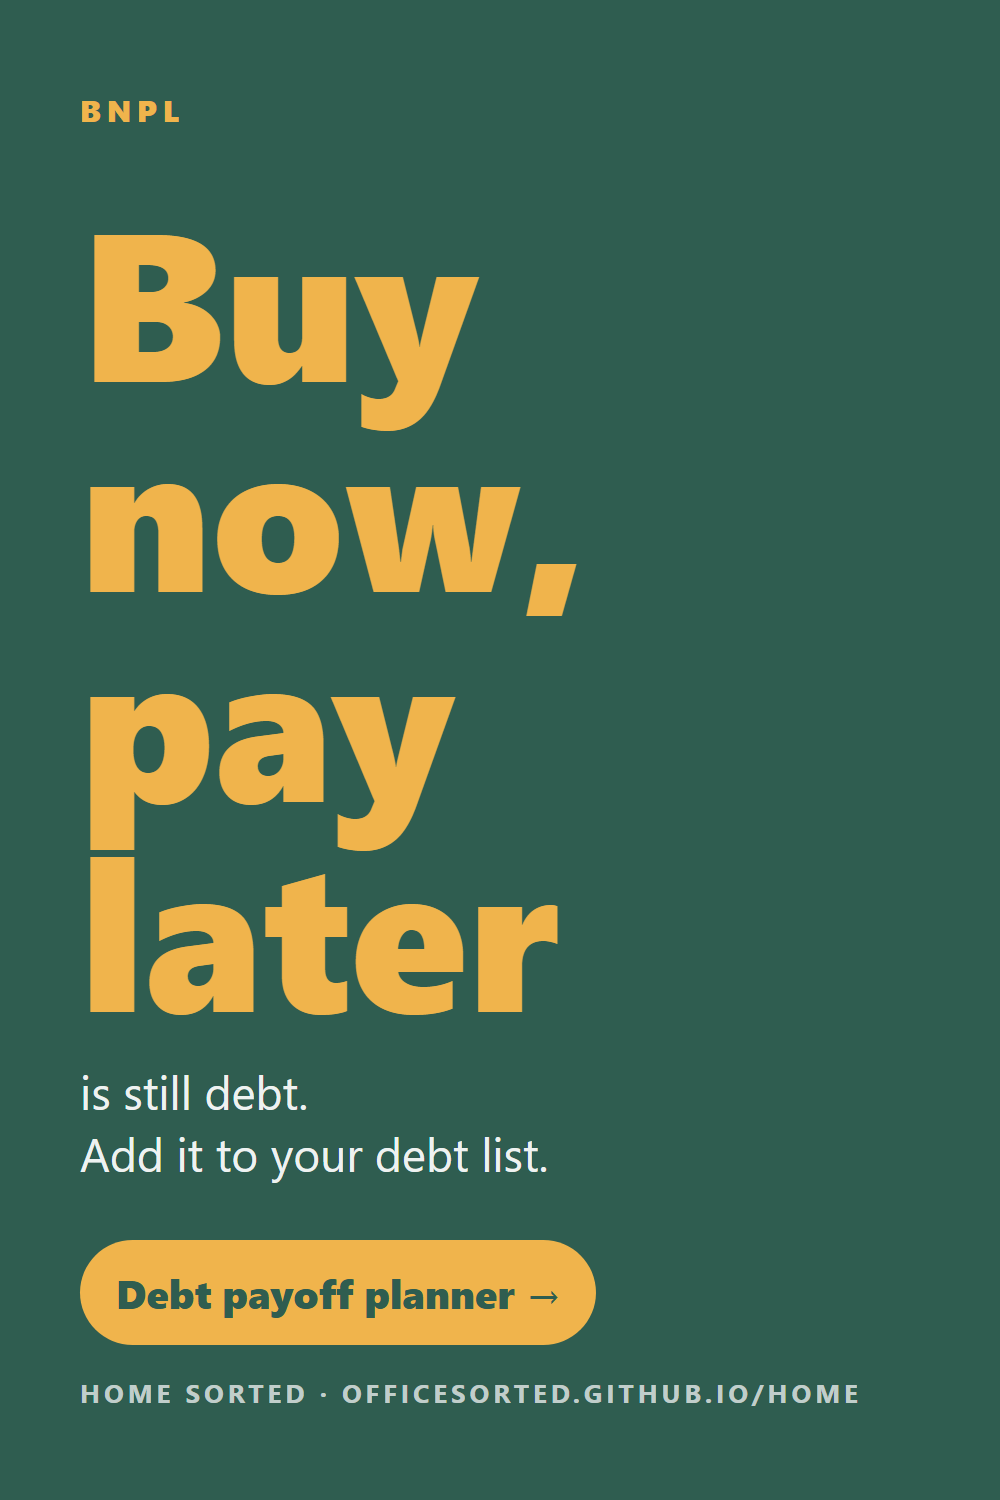 BNPL
Buy
now,
pay
later
is still debt.
Add it to your debt list.
Debt payoff planner →
HOME SORTED · OFFICESORTED.GITHUB.IO/HOME